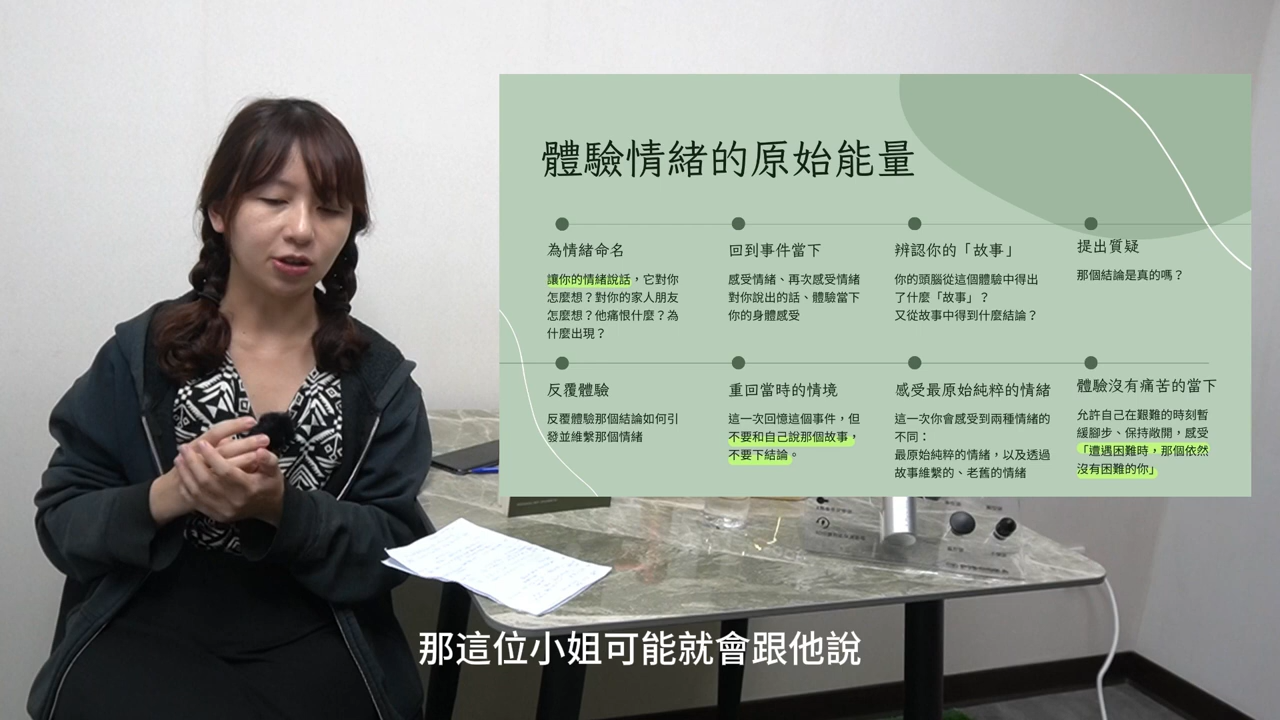 體驗情緒的原始能量
為情緒命名
讓你的情緒說話，它對你
怎麼想？對你的家人朋友
怎麼想？他痛恨什麼？為
什麼出現？
回到事件當下
感受情緒、再次感受情緒
對你說出的話、體驗當下
你的身體感受
辨認你的「故事」
你的頭腦從這個體驗中得出
了什麼「故事」？
又從故事中得到什麼結論？
提出質疑
那個結論是真的嗎？
反覆體驗
反覆體驗那個結論如何引
發並維繫那個情緒
重回當時的情境
這一次回憶這個事件，但
不要和自己說那個故事，
不要下結論。
感受最原始純粹的情緒
這一次你會感受到兩種情緒的
不同：
最原始純粹的情緒，以及透過
故事維繫的、老舊的情緒
體驗沒有痛苦的當下
允許自己在艱難的時刻暫
緩腳步、保持敞開，感受
「遭遇困難時，那個依然
沒有困難的你」
那這位小姐可能就會跟他說